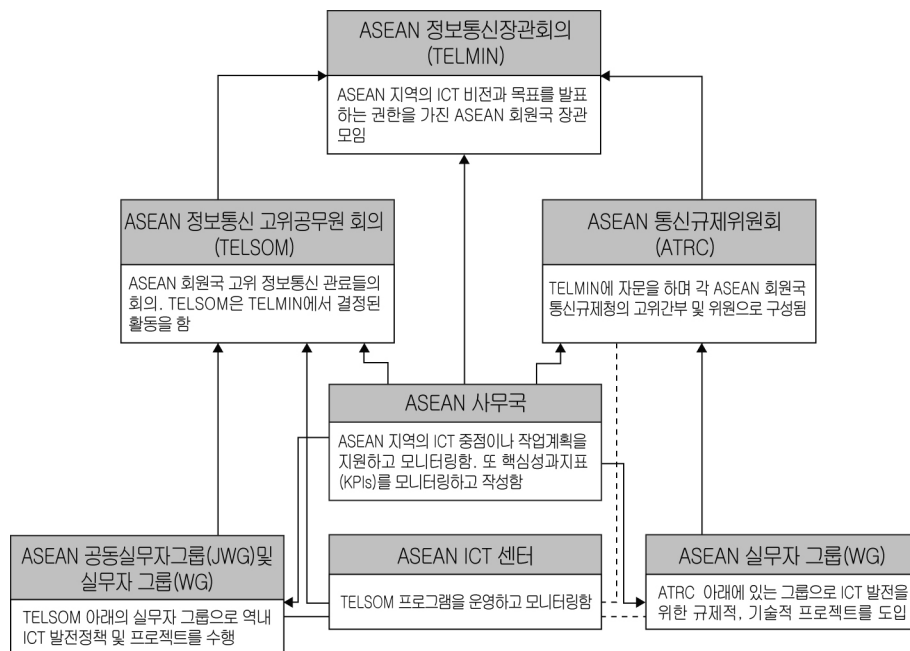 ASEAN 정보통신장관회의
(TELMIN)
ASEAN 지역의 ICT 비전과 목표를 발표
하는 권한을 가진 ASEAN 회원국 장관
모임
ASEAN 정보통신 고위공무원 회의
(TELSOM)
ASEAN 회원국 고위 정보통신 관료들의
회의. TELSOM은 TELMIN에서 결정된
활동을 함
ASEAN 통신규제위원회
(ATRC)
TELMIN에 자문을 하며 각 ASEAN 회원국
통신규제청의 고위간부 및 위원으로 구성됨
ASEAN 사무국
ASEAN 지역의 ICT 중점이나 작업계획을
지원하고 모니터링함. 또 핵심성과지표
(KPIs)를 모니터링하고 작성함
ASEAN 공동실무자그룹(JWG)및
실무자 그룹(WG)
TELSOM 아래의 실무자 그룹으로 역내
ICT 발전정책 및 프로젝트를 수행
ASEAN ICT 센터
TELSOM 프로그램을 운영하고 모니터링함
ASEAN 실무자 그룹(WG)
ATRC 아래에 있는 그룹으로 ICT 발전을
위한 규제적, 기술적 프로젝트를 도입